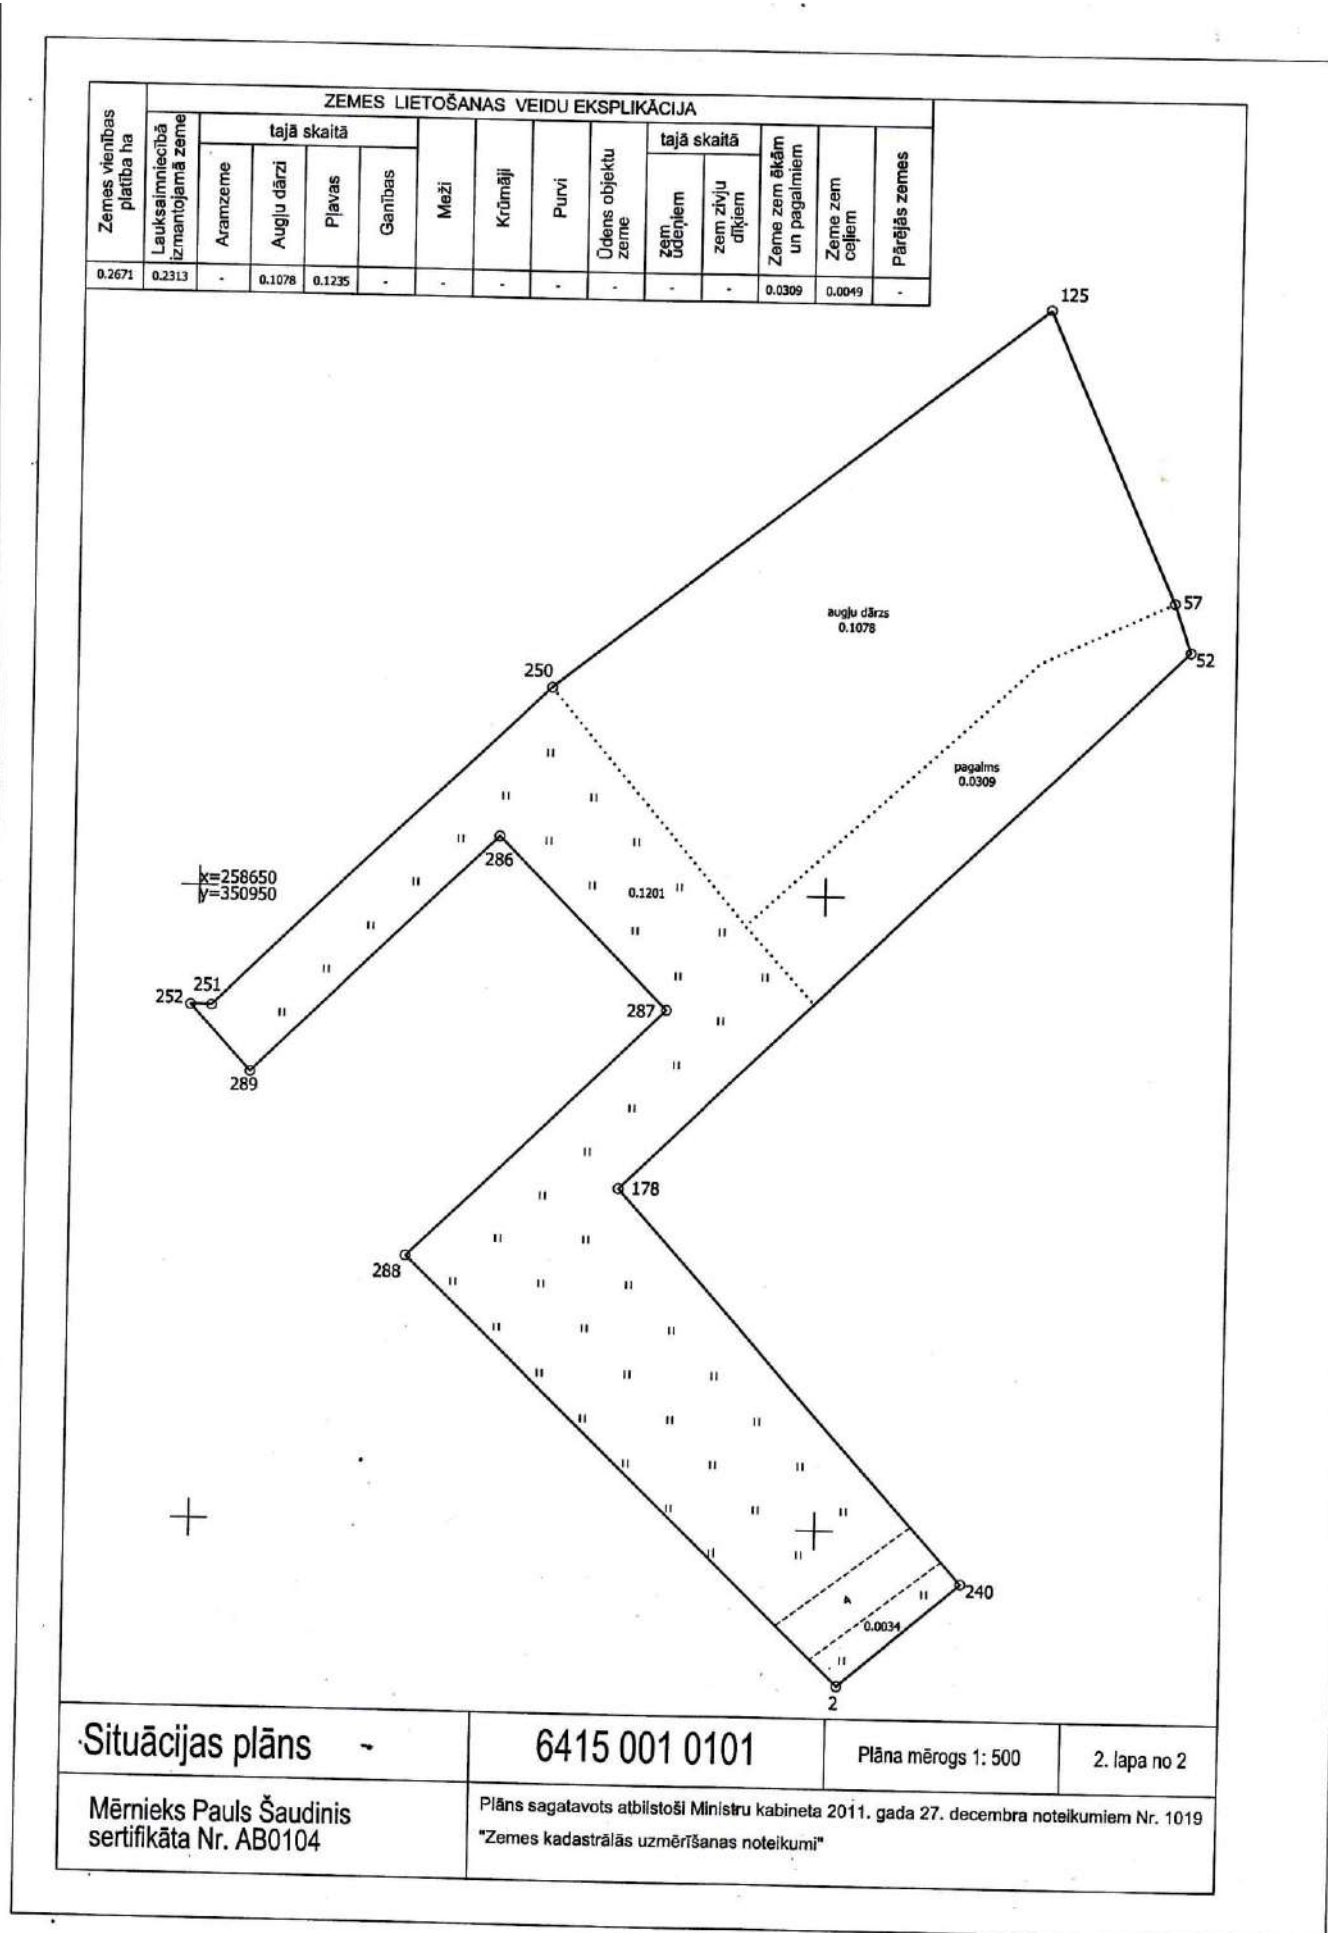 ZEMES LIETOŠANAS VEIDU EKSPLIKĀCIJA
Zemes vienības
platība ha
Lauksaimniecībā
izmantojamā zeme
tajā skaitā
Aramzeme
Augļu dārzi
Pļavas
Ganības
Meži
Krūmāji
Purvi
Ūdens objektu
zeme
tajā skaitā
zem
ūdeņiem
zem zivju
dīķiem
Zeme zem ēkām
un pagalmiem
Zeme zem
ceļiem
Pārējās zemes
0.2671 0.2313 - 0.1078 0.1235 - - - - - - - 0.0309 0.0049 -
125
augļu dārzs
0.1078
57
52
250
pagalms
0.0309
286
x=258650
y=350950
0.1201
251
252
287
289
178
288
240
A
0.0034
2
Situācijas plāns -
6415 001 0101
Plāna mērogs 1: 500
2. lapa no 2
Mērnieks Pauls Šaudinis
sertifikāta Nr. AB0104
Plāns sagatavots atbilstoši Ministru kabineta 2011. gada 27. decembra noteikumiem Nr. 1019
"Zemes kadastrālās uzmērīšanas noteikumi"